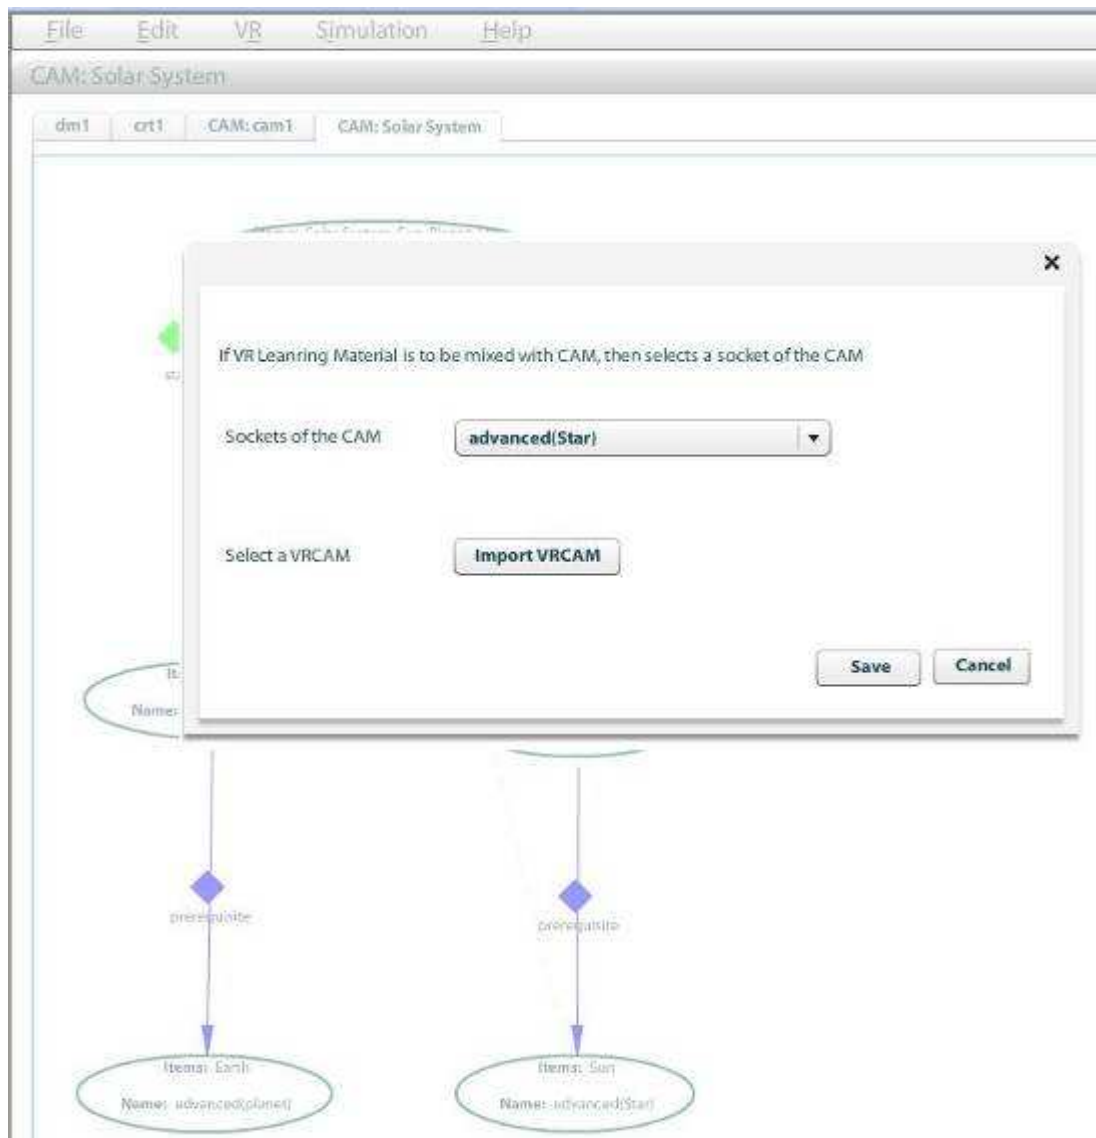 File Edit VR Simulation Help
CAM: Solar System
dm1 crt1 CAM: cam1 CAM: Solar System
If VR Leanring Material is to be mixed with CAM, then selects a socket of the CAM
Sockets of the CAM advanced(Star)
Select a VRCAM Import VRCAM
Save Cancel
Name:
prerequisite prerequisite
Items: Earth Items: Sun
Name: advanced(planet) Name: advanced(Star)